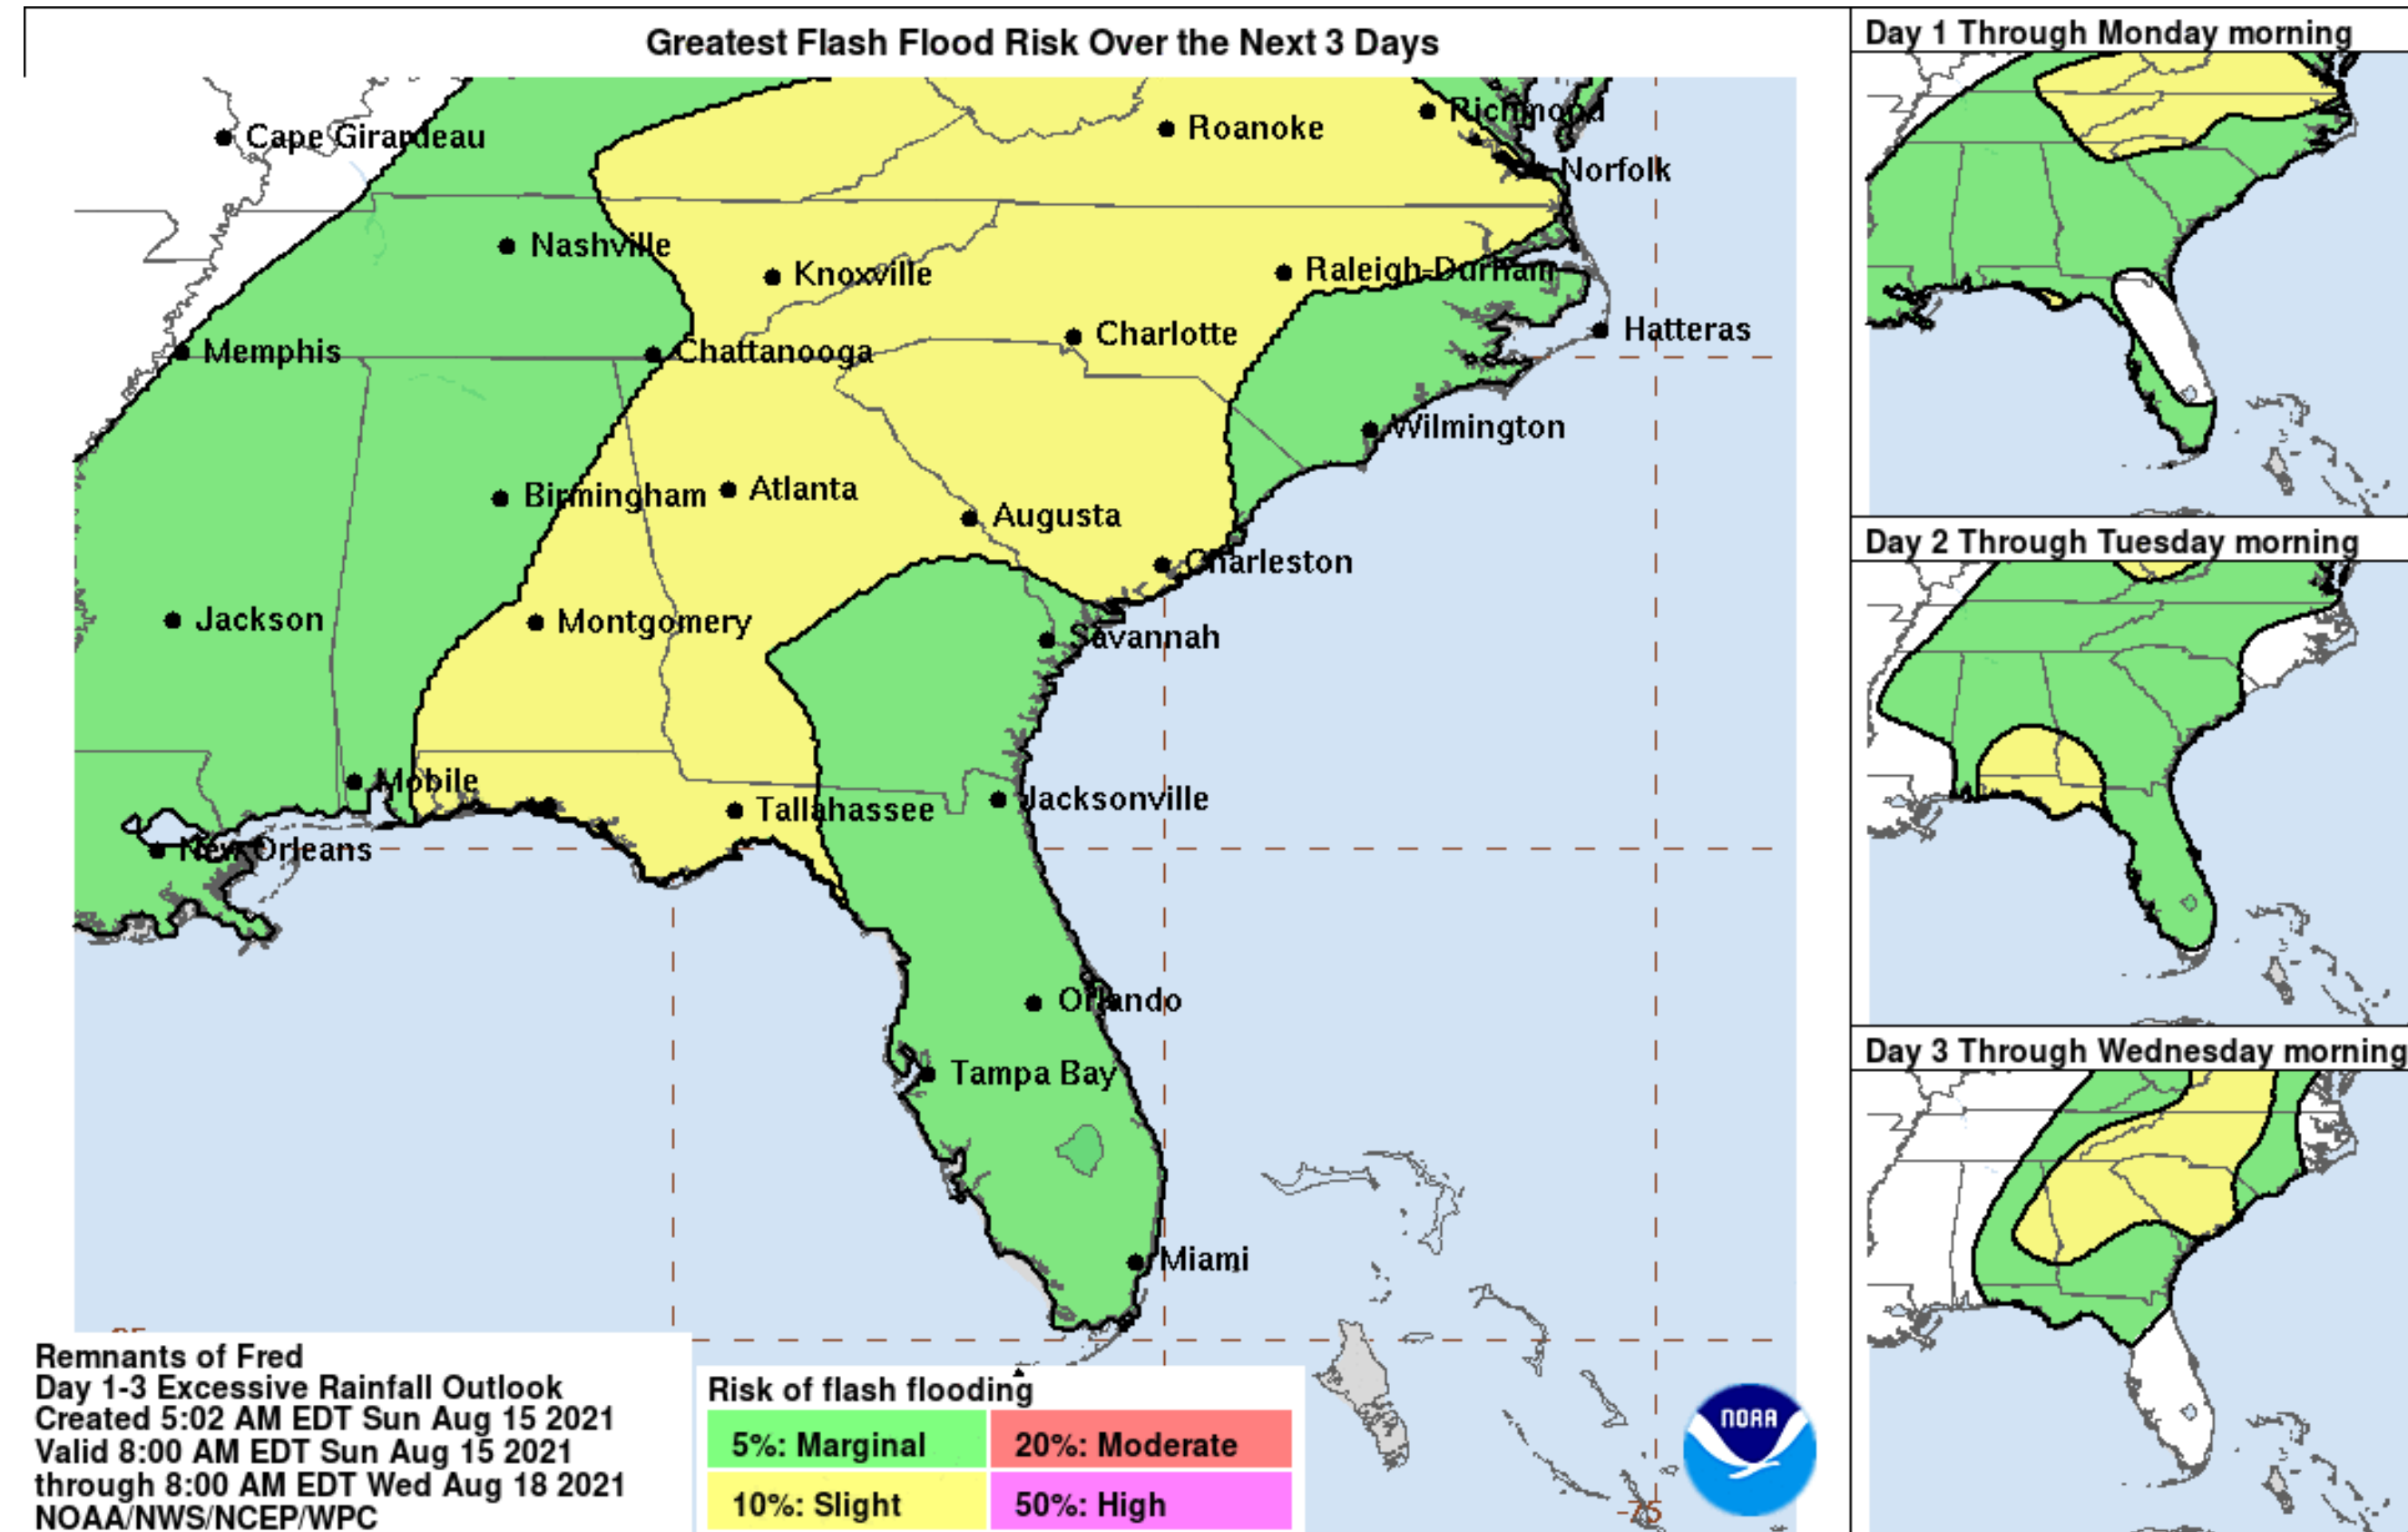 Greatest Flash Flood Risk Over the Next 3 Days
Cape Girardeau
Roanoke
Richmond
Norfolk
Nashville
Knoxville
Raleigh-Durham
Memphis
Chattanooga
Charlotte
Hatteras
Wilmington
Birmingham
Atlanta
Augusta
Charleston
Jackson
Montgomery
Savannah
Mobile
Tallahassee
Jacksonville
New Orleans
Orlando
Tampa Bay
Miami
-75
Remnants of Fred
Day 1-3 Excessive Rainfall Outlook
Created 5:02 AM EDT Sun Aug 15 2021
Valid 8:00 AM EDT Sun Aug 15 2021
through 8:00 AM EDT Wed Aug 18 2021
NOAA/NWS/NCEP/WPC
Risk of flash flooding
5%: Marginal
20%: Moderate
10%: Slight
50%: High
NOAA
Day 1 Through Monday morning
Day 2 Through Tuesday morning
Day 3 Through Wednesday morning